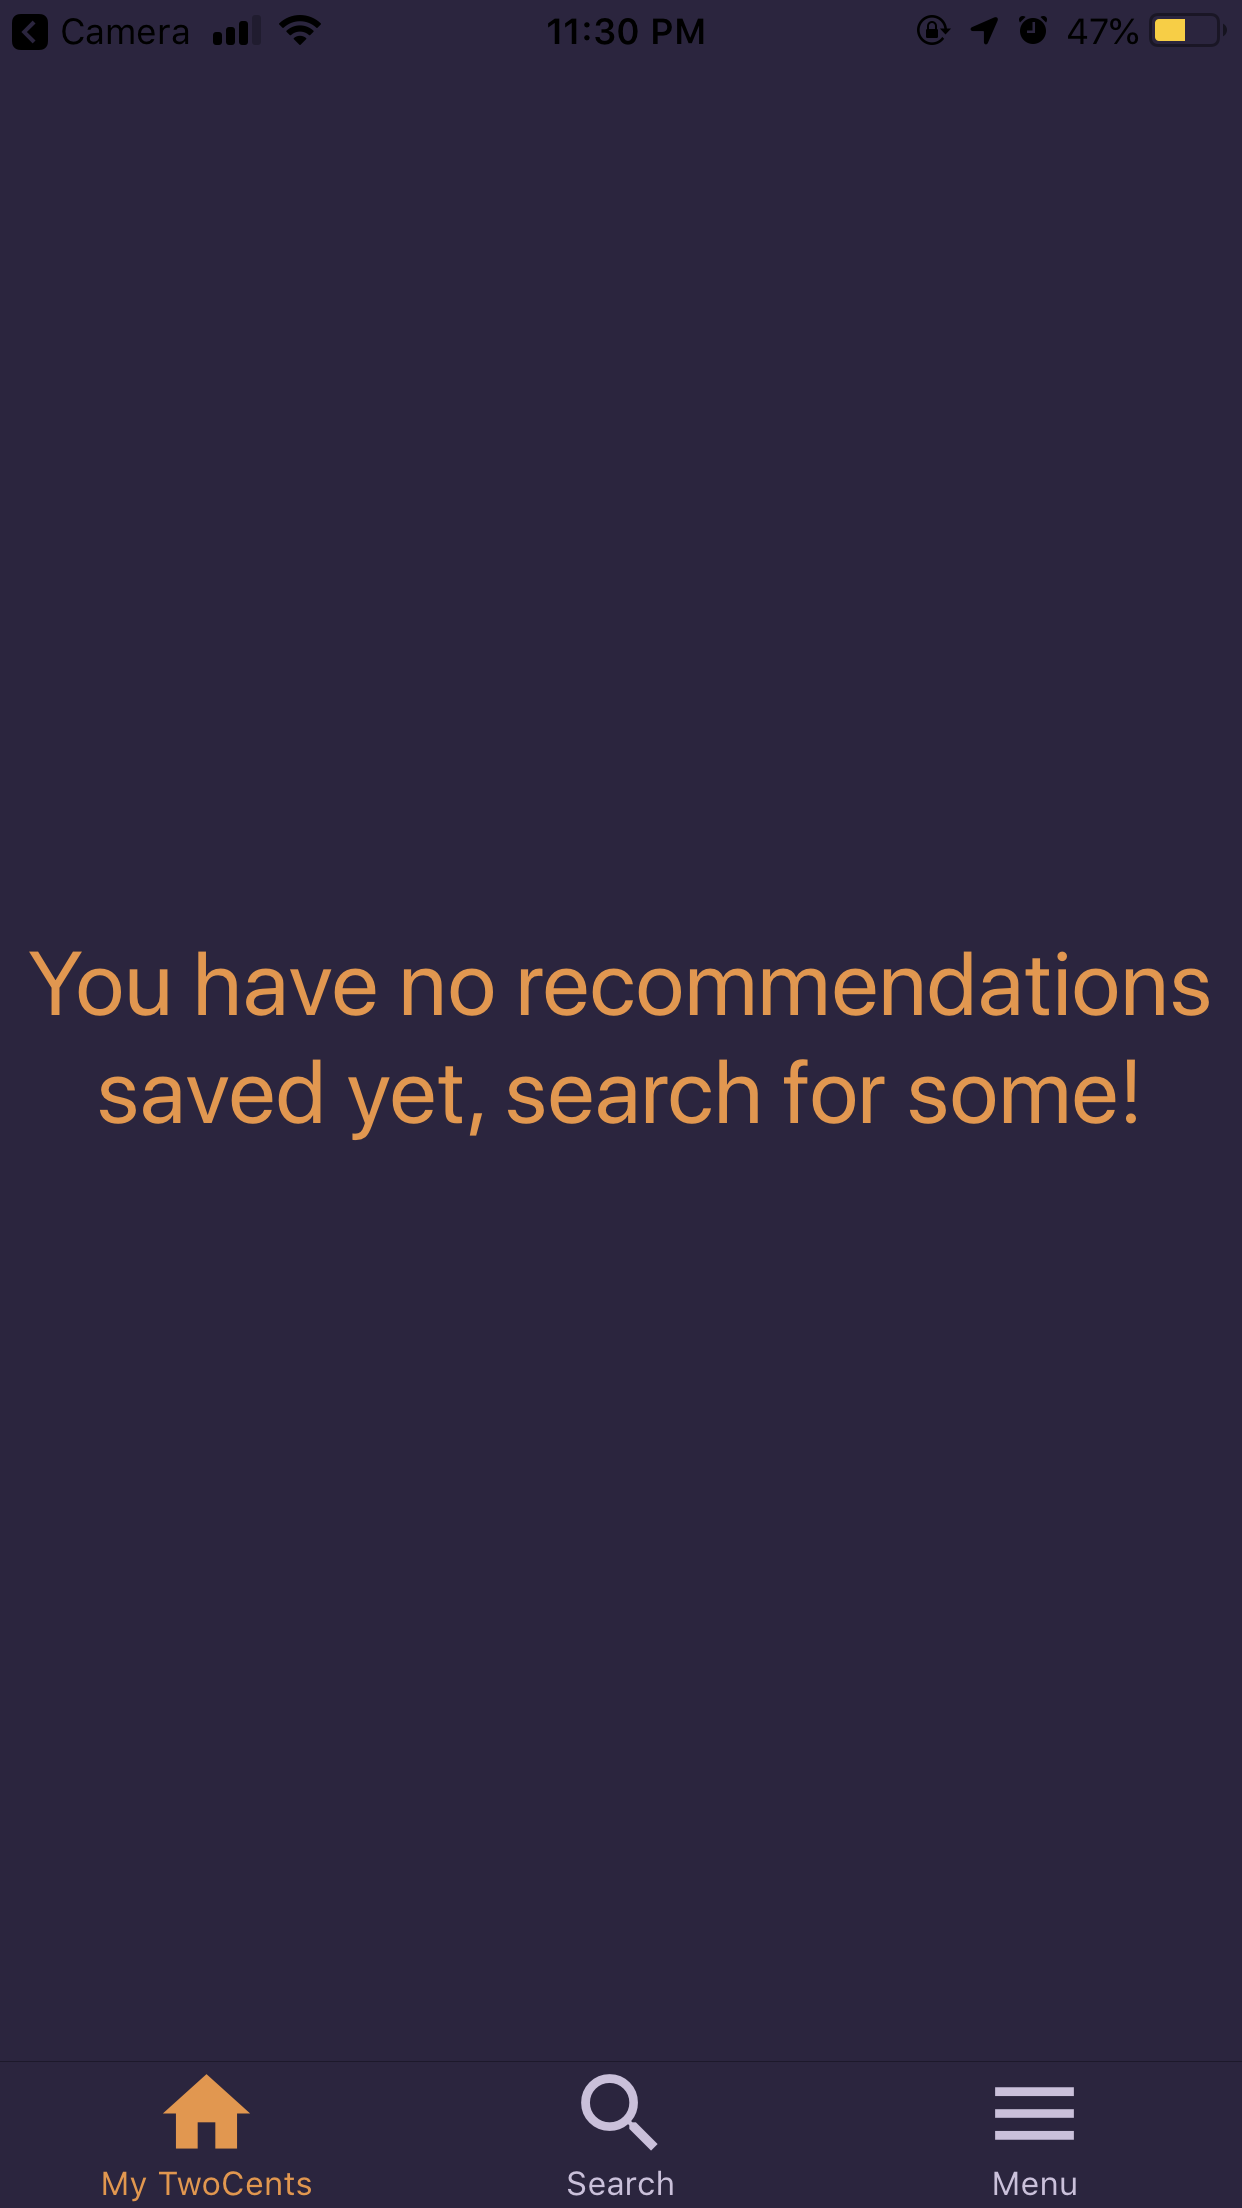 Camera 11:30 PM 47%
You have no recommendations
saved yet, search for some!
My TwoCents Search Menu